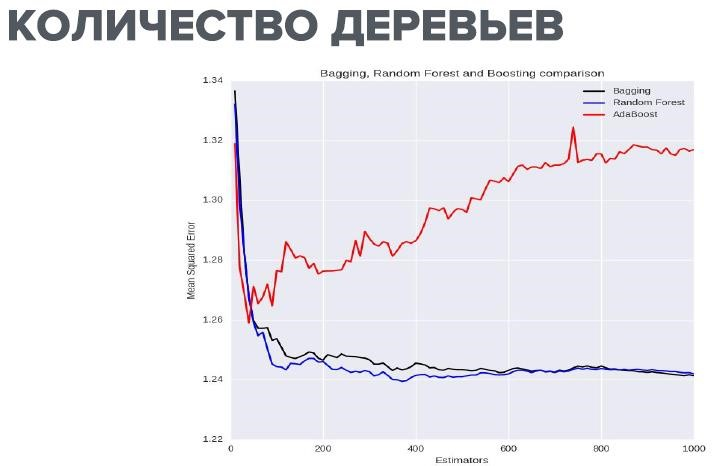 КОЛИЧЕСТВО ДЕРЕВЬЕВ
Bagging, Random Forest and Boosting comparison
Bagging
Random Forest
AdaBoost
Mean Squared Error
1.34
1.32
1.30
1.28
1.26
1.24
1.22
0 200 400 600 800 1000
Estimators